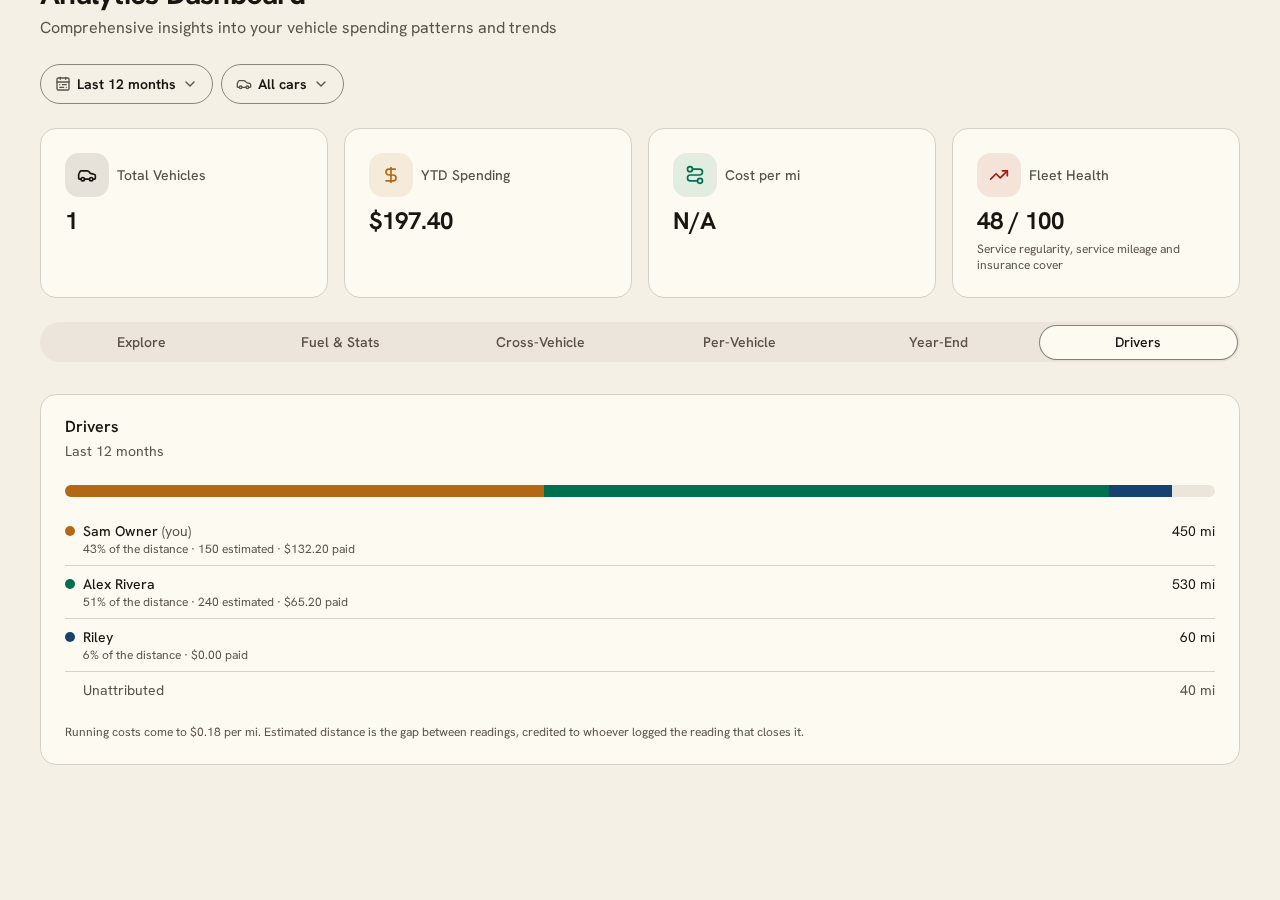 Analytics Dashboard
Comprehensive insights into your vehicle spending patterns and trends
Last 12 months
All cars
Total Vehicles
1
YTD Spending
$197.40
Cost per mi
N/A
Fleet Health
48 / 100
Service regularity, service mileage and
insurance cover
Explore
Fuel & Stats
Cross-Vehicle
Per-Vehicle
Year-End
Drivers
Drivers
Last 12 months
Sam Owner (you)
450 mi
43% of the distance · 150 estimated · $132.20 paid
Alex Rivera
530 mi
51% of the distance · 240 estimated · $65.20 paid
Riley
60 mi
6% of the distance · $0.00 paid
Unattributed
40 mi
Running costs come to $0.18 per mi. Estimated distance is the gap between readings, credited to whoever logged the reading that closes it.